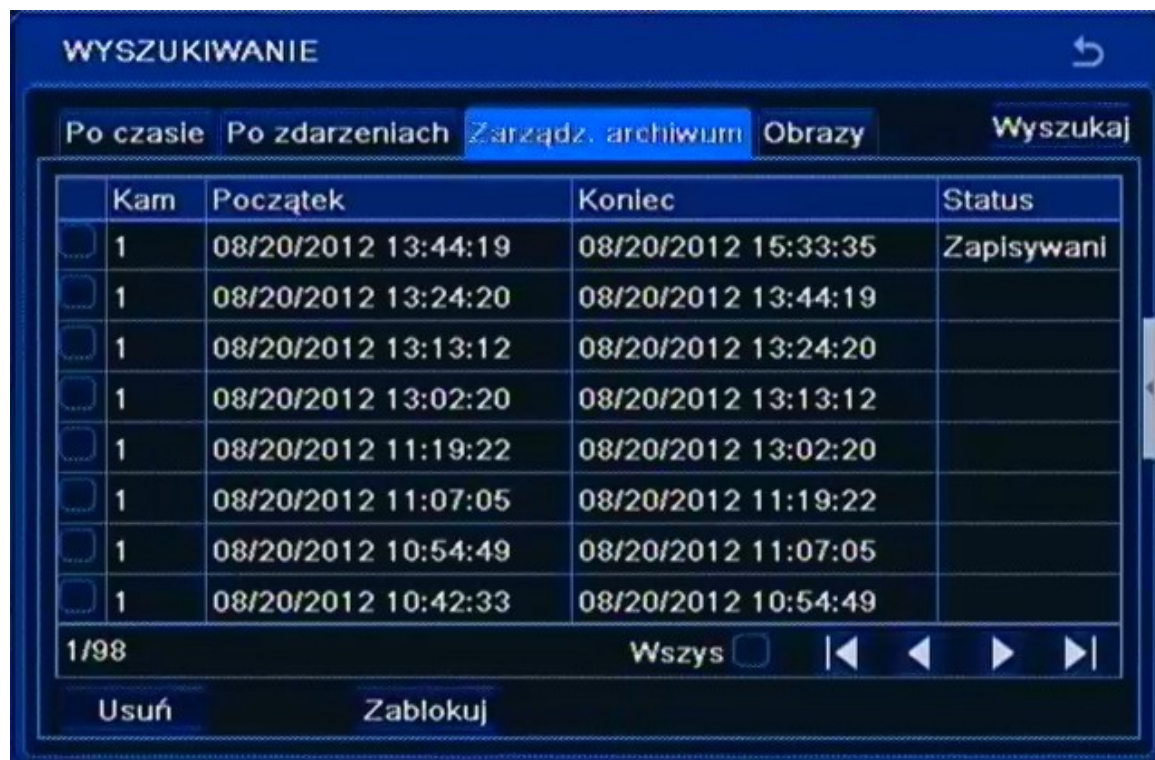 WYSZUKIWANIE
Po czasie Po zdarzeniach Zarządz. archiwum Obrazy Wyszukaj
Kam Początek Koniec Status
1 08/20/2012 13:44:19 08/20/2012 15:33:35 Zapisywani
1 08/20/2012 13:24:20 08/20/2012 13:44:19
1 08/20/2012 13:13:12 08/20/2012 13:24:20
1 08/20/2012 13:02:20 08/20/2012 13:13:12
1 08/20/2012 11:19:22 08/20/2012 13:02:20
1 08/20/2012 11:07:05 08/20/2012 11:19:22
1 08/20/2012 10:54:49 08/20/2012 11:07:05
1 08/20/2012 10:42:33 08/20/2012 10:54:49
1/98 Wszys
Usuń Zablokuj